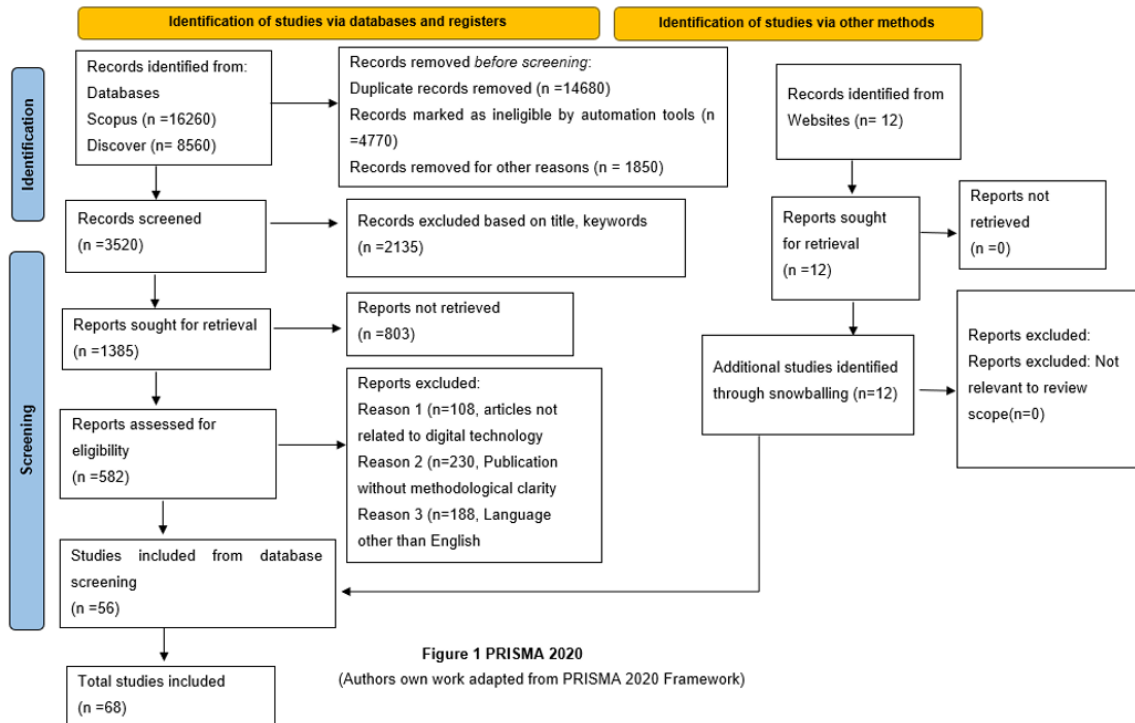 Identification of studies via databases and registers
Identification of studies via other methods
Identification
Screening
Records identified from:
Databases
Scopus (n =16260)
Discover (n= 8560)
Records removed before screening:
Duplicate records removed (n =14680)
Records marked as ineligible by automation tools (n
=4770)
Records removed for other reasons (n = 1850)
Records screened
(n =3520)
Records excluded based on title, keywords
(n =2135)
Reports sought for retrieval
(n =1385)
Reports not retrieved
(n =803)
Reports assessed for
eligibility
(n =582)
Reports excluded:
Reason 1 (n=108, articles not
related to digital technology
Reason 2 (n=230, Publication
without methodological clarity
Reason 3 (n=188, Language
other than English
Studies included from database
screening
(n =56)
Total studies included
(n =68)
Records identified from
Websites (n= 12)
Reports sought
for retrieval
(n =12)
Reports not
retrieved
(n =0)
Additional studies identified
through snowballing (n=12)
Reports excluded:
Reports excluded: Not
relevant to review
scope(n=0)
Figure 1 PRISMA 2020
(Authors own work adapted from PRISMA 2020 Framework)